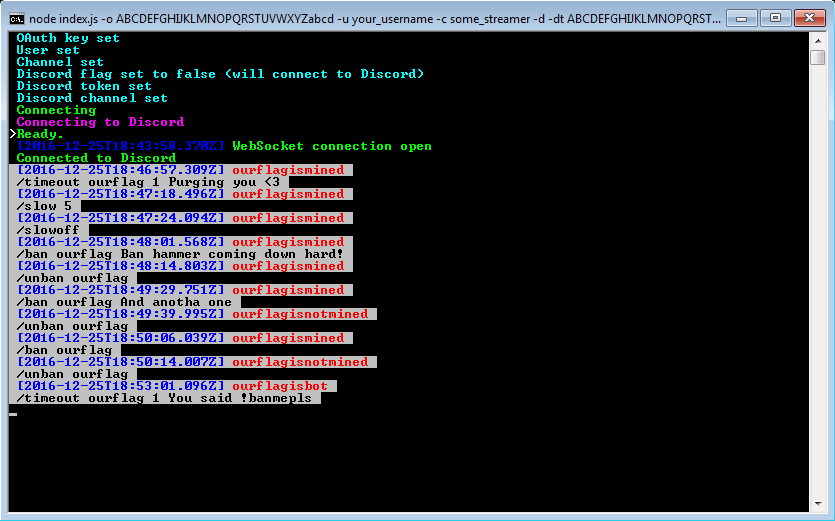 C:\. node index.js -o ABCDEFGHIJKLMNOPQRSTUVWXYZabcd -u your_username -c some_streamer -d -dt ABCDEFGHIJKLMNOPQRST...
OAuth key set
User set
Channel set
Discord flag set to false (will connect to Discord)
Discord token set
Discord channel set
Connecting
Connecting to Discord
>Ready.
[2016-12-25T18:43:50.370Z] WebSocket connection open
Connected to Discord
[2016-12-25T18:46:57.309Z] ourflagismined
/timeout ourflag 1 Purging you <3
[2016-12-25T18:47:18.496Z] ourflagismined
/slow 5
[2016-12-25T18:47:24.094Z] ourflagismined
/slowoff
[2016-12-25T18:48:01.568Z] ourflagismined
/ban ourflag Ban hammer coming down hard!
[2016-12-25T18:48:14.803Z] ourflagismined
/unban ourflag
[2016-12-25T18:49:29.751Z] ourflagismined
/ban ourflag And anotha one
[2016-12-25T18:49:39.995Z] ourflagisnotmined
/unban ourflag
[2016-12-25T18:50:06.039Z] ourflagismined
/ban ourflag
[2016-12-25T18:50:14.007Z] ourflagisnotmined
/unban ourflag
[2016-12-25T18:53:01.096Z] ourflagisbot
/timeout ourflag 1 You said !banmepls